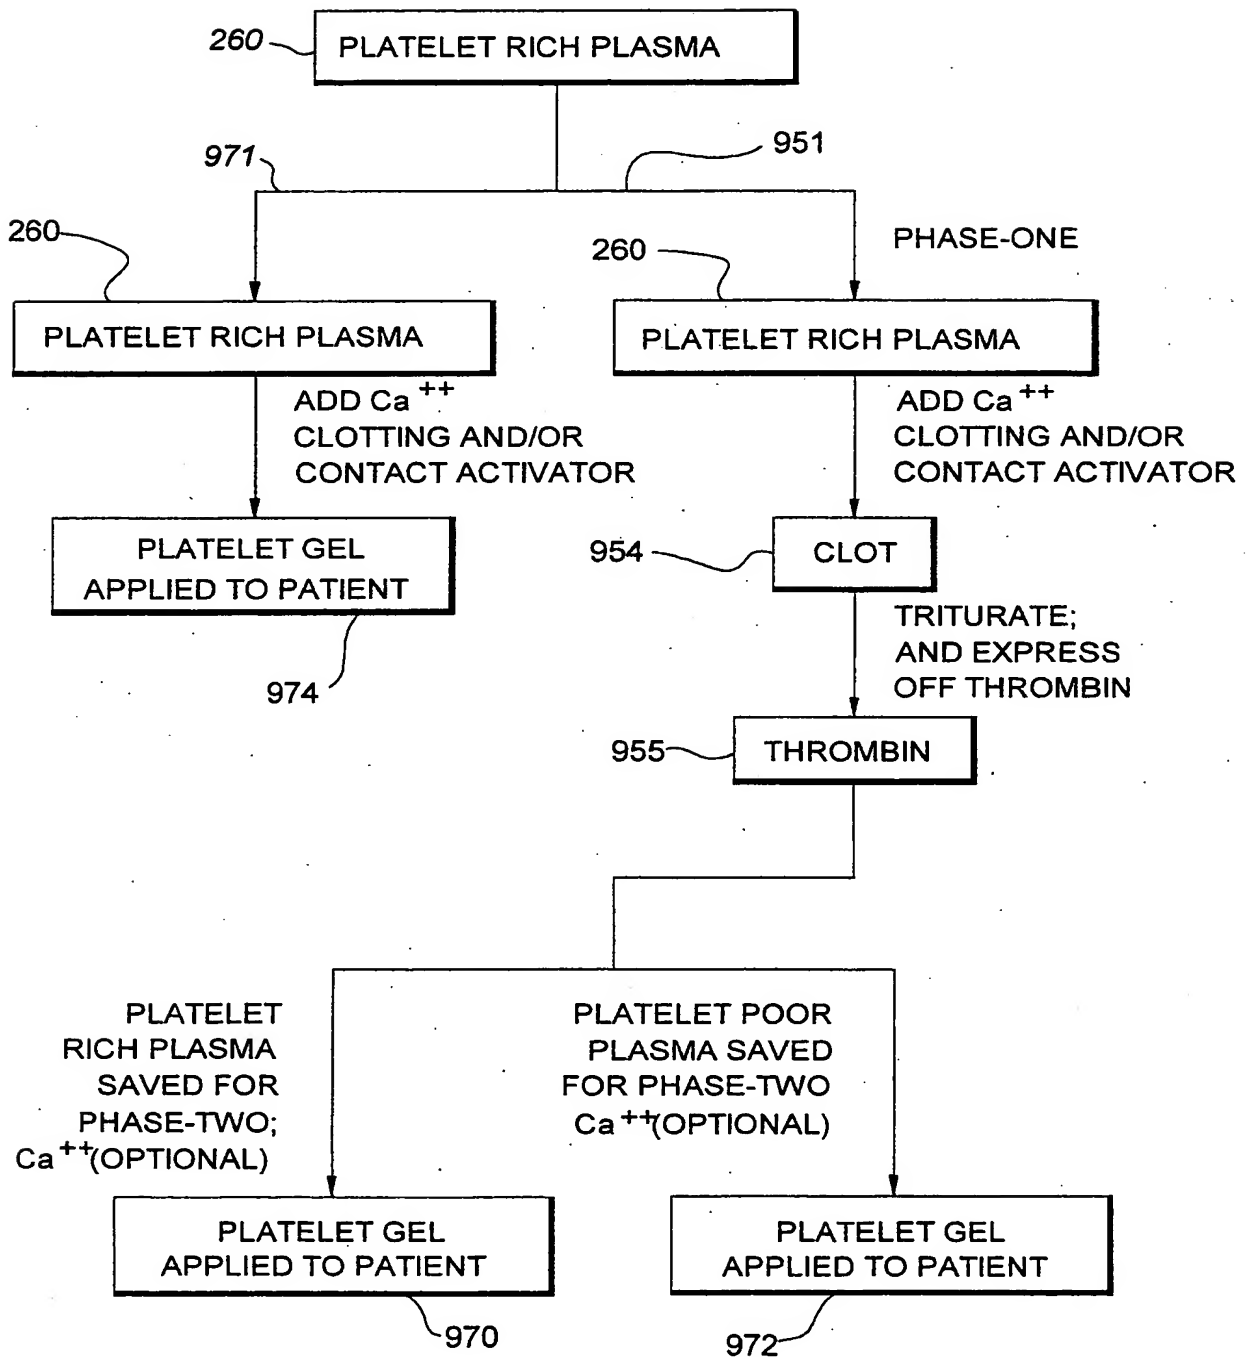 260
PLATELET RICH PLASMA
971
951
260
PHASE-ONE
260
PLATELET RICH PLASMA
PLATELET RICH PLASMA
ADD Ca++
CLOTTING AND/OR
CONTACT ACTIVATOR
ADD Ca++
CLOTTING AND/OR
CONTACT ACTIVATOR
PLATELET GEL
APPLIED TO PATIENT
974
954
CLOT
TRITURATE;
AND EXPRESS
OFF THROMBIN
955
THROMBIN
PLATELET
RICH PLASMA
SAVED FOR
PHASE-TWO;
Ca++(OPTIONAL)
PLATELET POOR
PLASMA SAVED
FOR PHASE-TWO
Ca++(OPTIONAL)
PLATELET GEL
APPLIED TO PATIENT
970
PLATELET GEL
APPLIED TO PATIENT
972